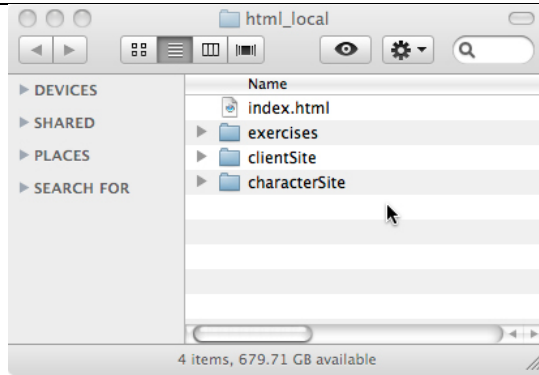 html_local
Name
DEVICES
SHARED
PLACES
SEARCH FOR
index.html
exercises
clientSite
characterSite
4 items, 679.71 GB available